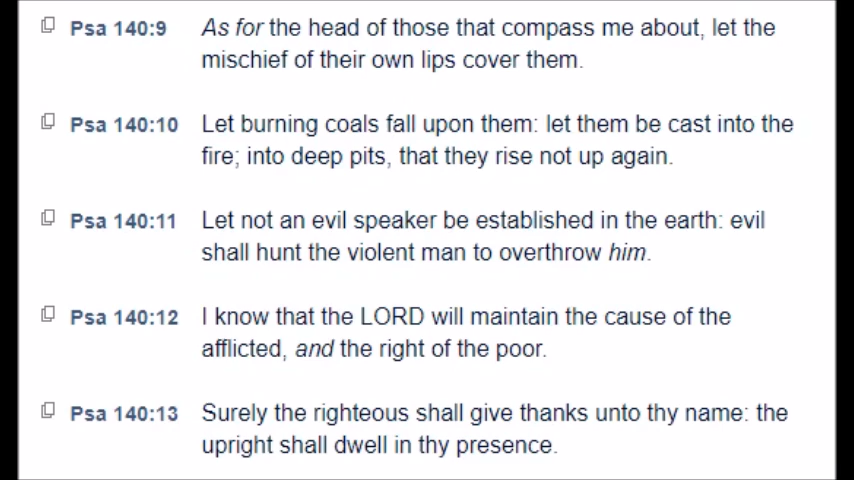 Psa 140:9 As for the head of those that compass me about, let the
mischief of their own lips cover them.
Psa 140:10 Let burning coals fall upon them: let them be cast into the
fire; into deep pits, that they rise not up again.
Psa 140:11 Let not an evil speaker be established in the earth: evil
shall hunt the violent man to overthrow him.
Psa 140:12 I know that the LORD will maintain the cause of the
afflicted, and the right of the poor.
Psa 140:13 Surely the righteous shall give thanks unto thy name: the
upright shall dwell in thy presence.